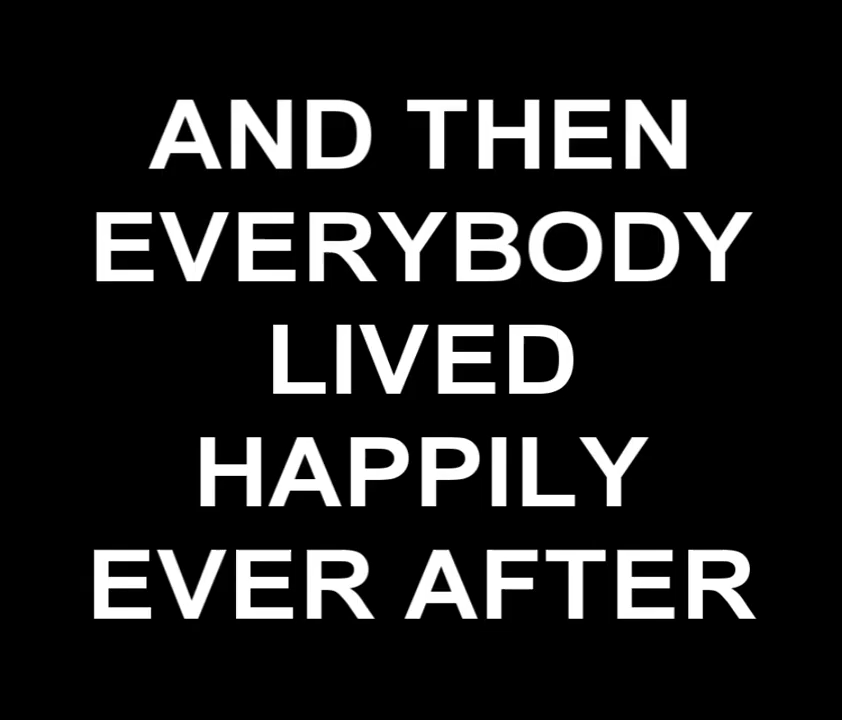 AND THEN
EVERYBODY
LIVED
HAPPILY
EVER AFTER